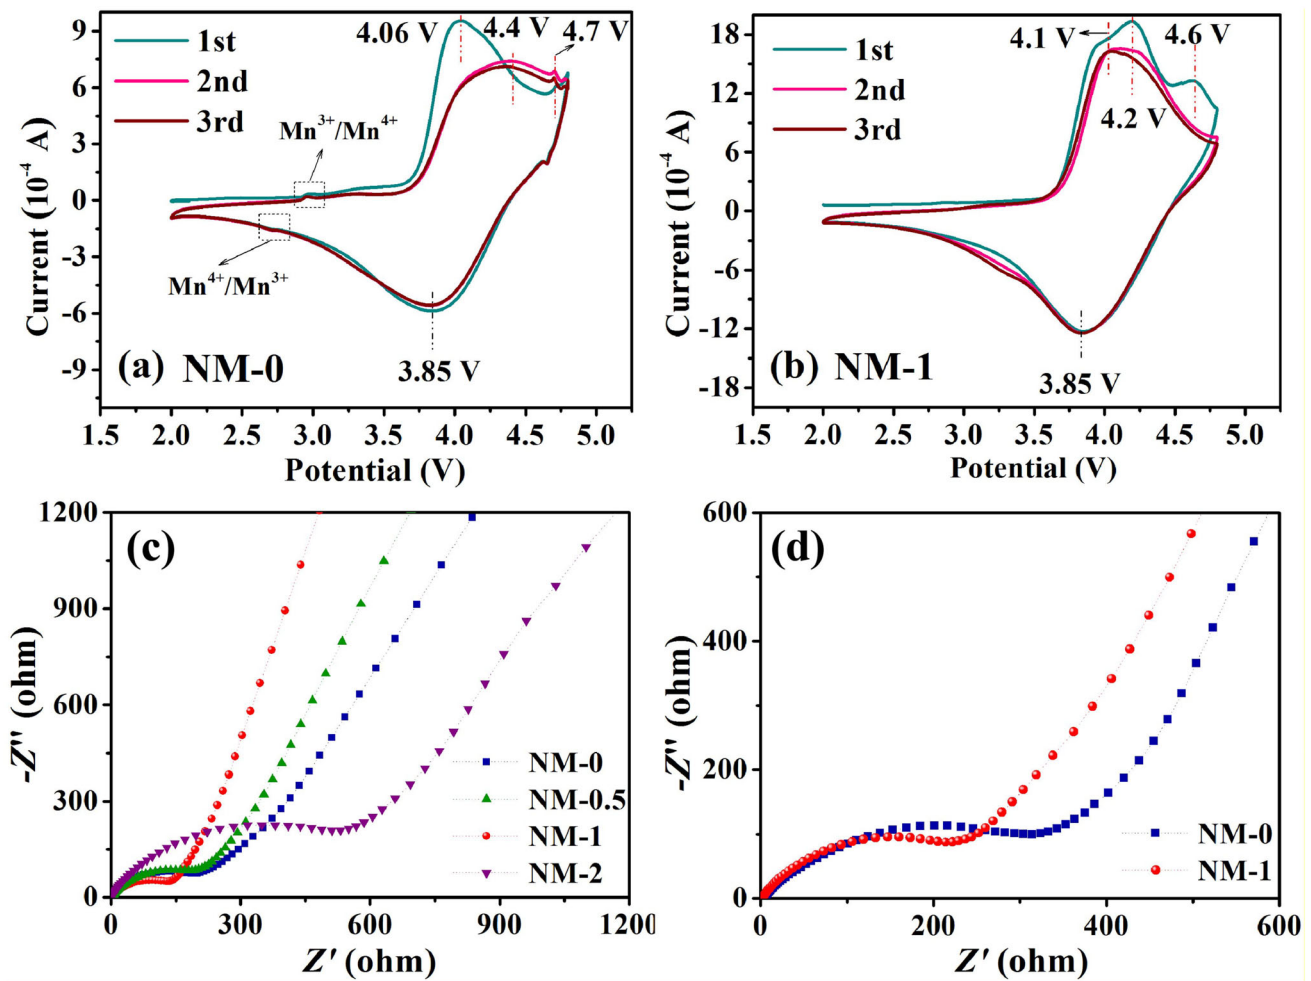 4.06 V
4.4 V
4.7 V
1st
2nd
3rd
Mn³⁺/Mn⁴⁺
Mn⁴⁺/Mn³⁺
3.85 V
(a) NM-0
9
6
3
0
-3
-6
-9
Current (10⁻⁴ A)
1.5 2.0 2.5 3.0 3.5 4.0 4.5 5.0
Potential (V)
4.1 V
4.6 V
1st
2nd
3rd
4.2 V
3.85 V
(b) NM-1
18
12
6
0
-6
-12
-18
Current (10⁻⁴ A)
1.5 2.0 2.5 3.0 3.5 4.0 4.5 5.0
Potential (V)
(c)
1200
900
600
300
0
-Z" (ohm)
NM-0
NM-0.5
NM-1
NM-2
0 300 600 900 1200
Z' (ohm)
(d)
600
400
200
0
-Z" (ohm)
NM-0
NM-1
0 200 400 600
Z' (ohm)